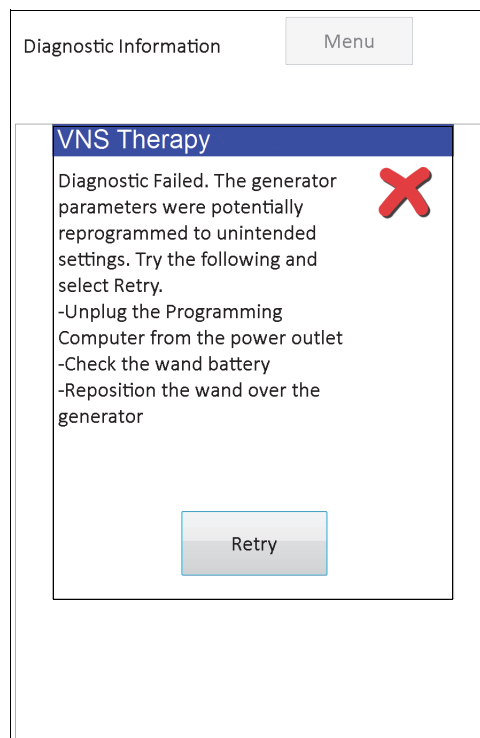 Diagnostic Information
Menu
VNS Therapy
Diagnostic Failed. The generator
parameters were potentially
reprogrammed to unintended
settings. Try the following and
select Retry.
-Unplug the Programming
Computer from the power outlet
-Check the wand battery
-Reposition the wand over the
generator
Retry